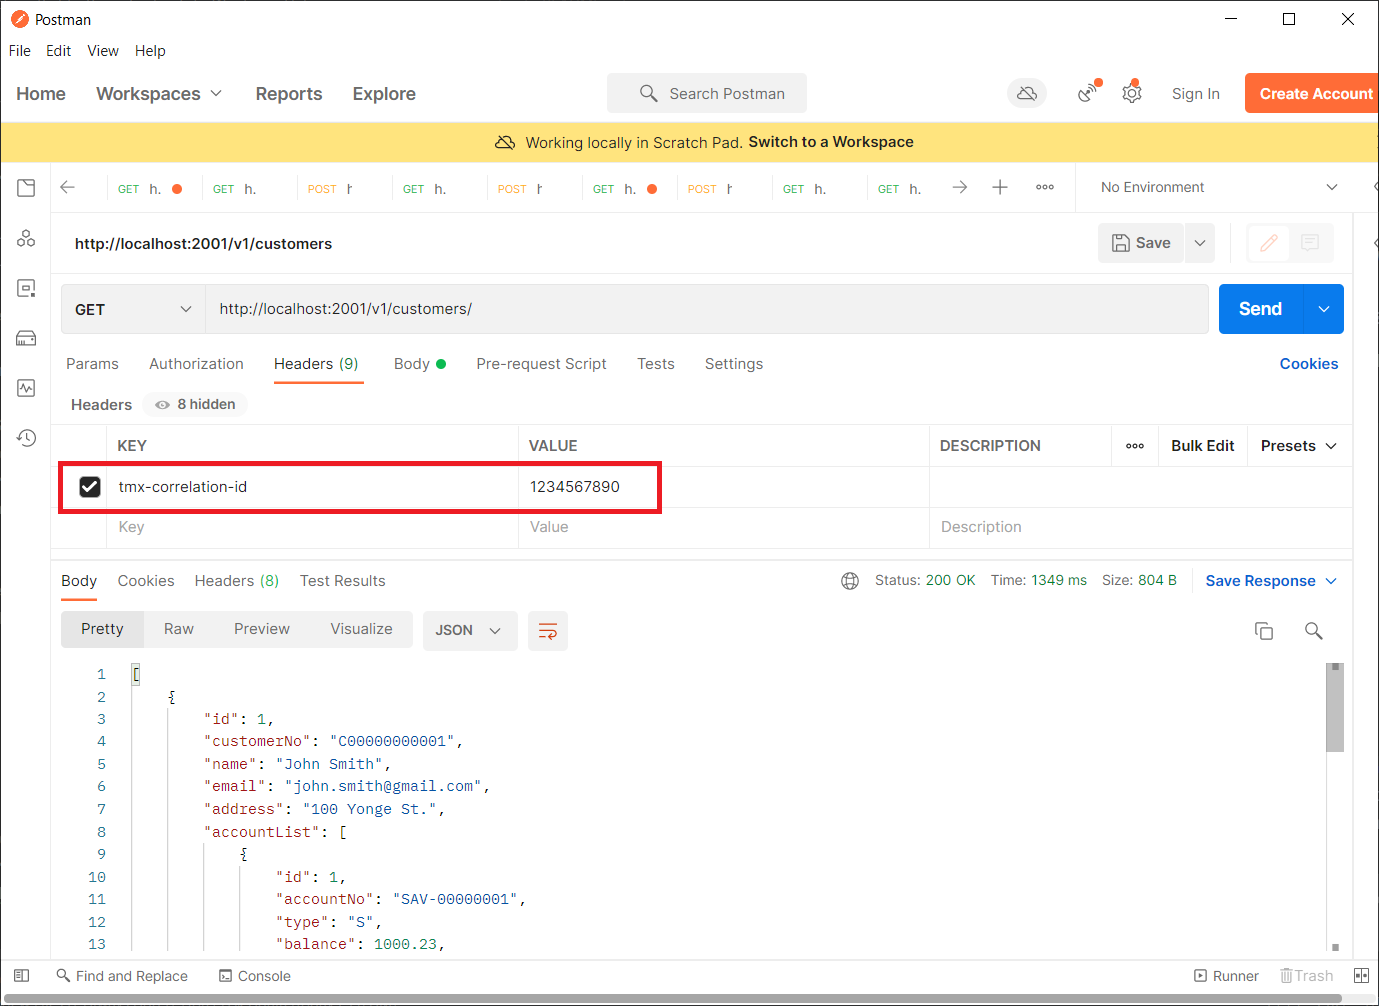 Postman
File Edit View Help
Home Workspaces Reports Explore Search Postman Sign In Create Account
Working locally in Scratch Pad. Switch to a Workspace
GET h. GET h. POST h GET h. POST h GET h. POST h GET h. GET h. No Environment
http://localhost:2001/v1/customers Save
GET http://localhost:2001/v1/customers/ Send
Params Authorization Headers (9) Body Pre-request Script Tests Settings Cookies
Headers 8 hidden
KEY VALUE DESCRIPTION Bulk Edit Presets
tmx-correlation-id 1234567890
Key Value Description
Body Cookies Headers (8) Test Results Status: 200 OK Time: 1349 ms Size: 804 B Save Response
Pretty Raw Preview Visualize JSON
1 [
2 {
3 "id": 1,
4 "customerNo": "C00000000001",
5 "name": "John Smith",
6 "email": "john.smith@gmail.com",
7 "address": "100 Yonge St.",
8 "accountList": [
9 {
10 "id": 1,
11 "accountNo": "SAV-00000001",
12 "type": "S",
13 "balance": 1000.23,
Find and Replace Console Runner Trash